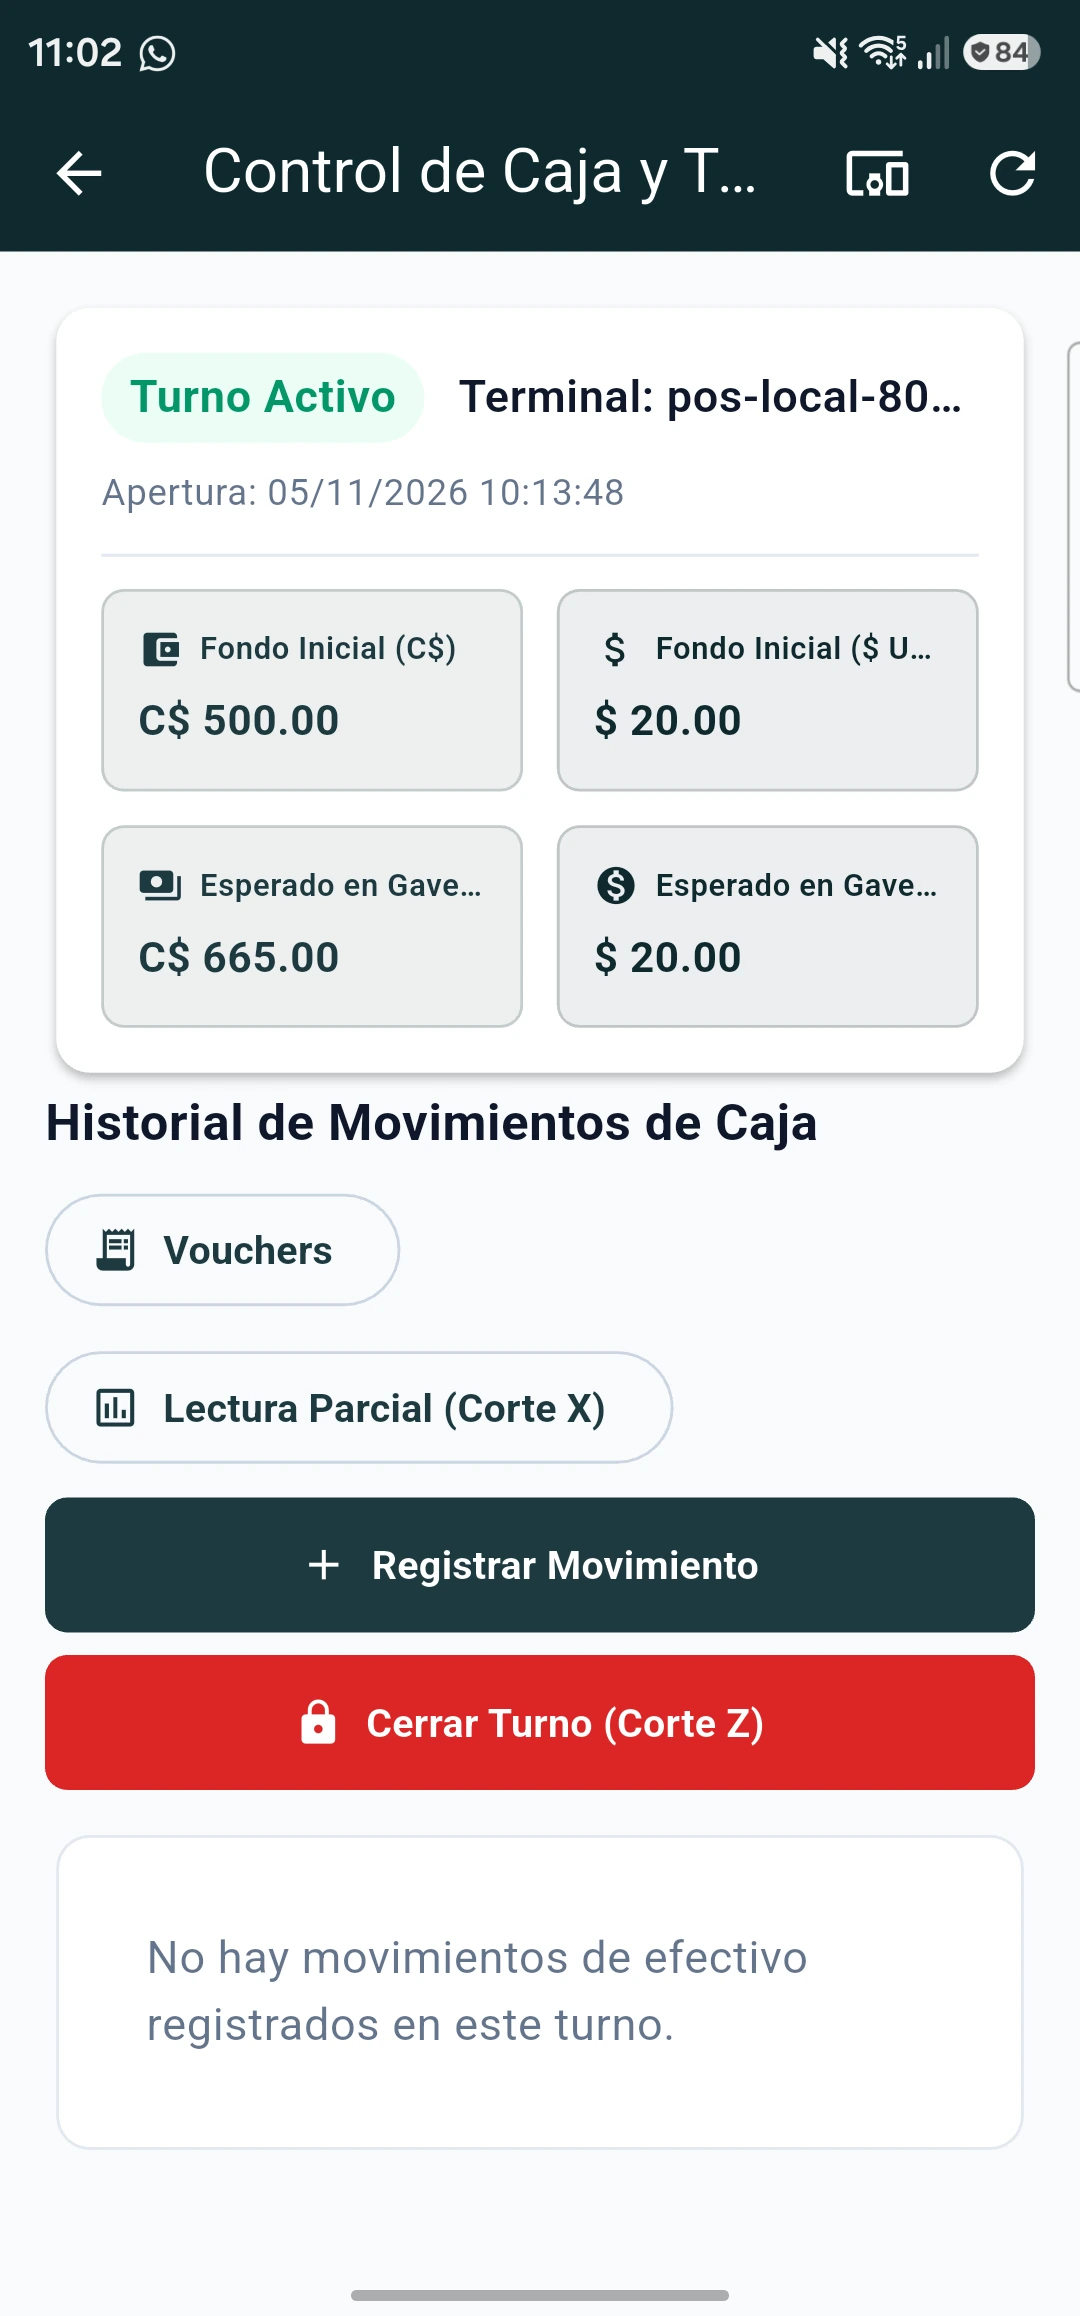 11:02
5
84
Control de Caja y T...
Turno Activo
Terminal: pos-local-80...
Apertura: 05/11/2026 10:13:48
Fondo Inicial (C$)
C$ 500.00
$ Fondo Inicial ($ U...
$ 20.00
Esperado en Gave...
C$ 665.00
$ Esperado en Gave...
$ 20.00
Historial de Movimientos de Caja
Vouchers
Lectura Parcial (Corte X)
+ Registrar Movimiento
Cerrar Turno (Corte Z)
No hay movimientos de efectivo
registrados en este turno.